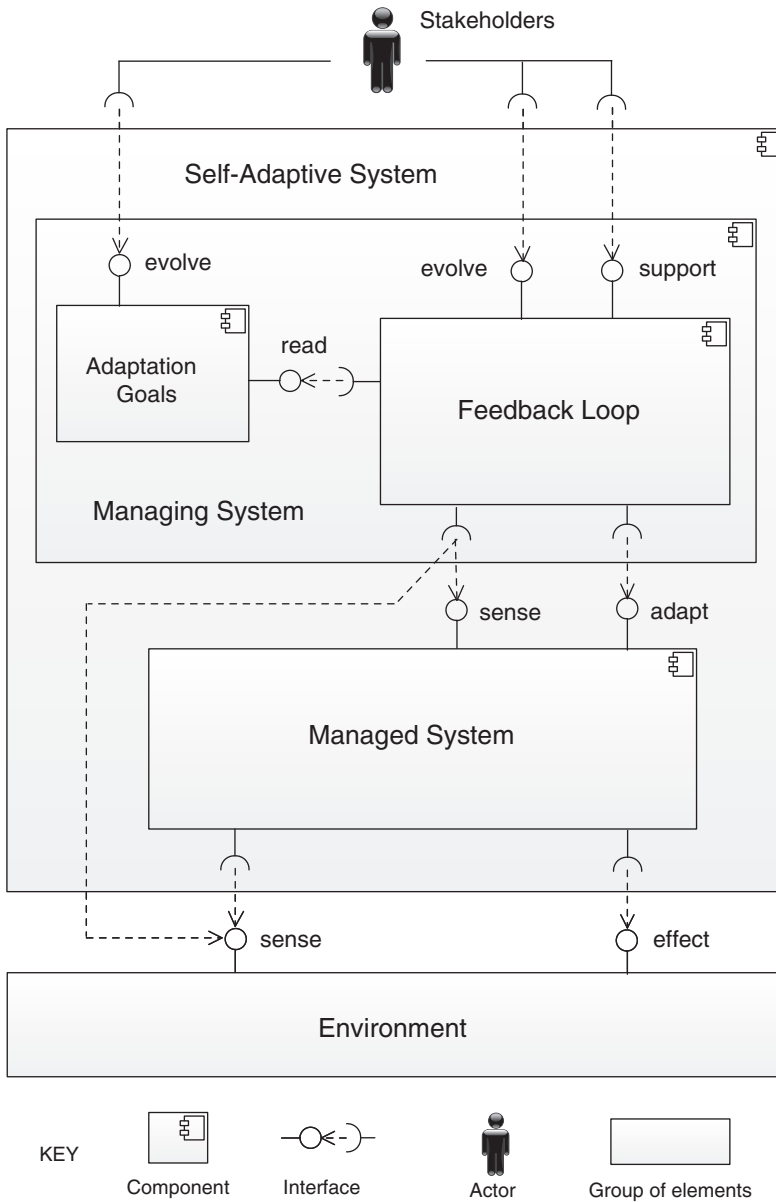 Stakeholders
Self-Adaptive System
evolve
evolve
support
Adaptation
Goals
read
Feedback Loop
Managing System
sense
adapt
Managed System
sense
effect
Environment
KEY
Component
Interface
Actor
Group of elements